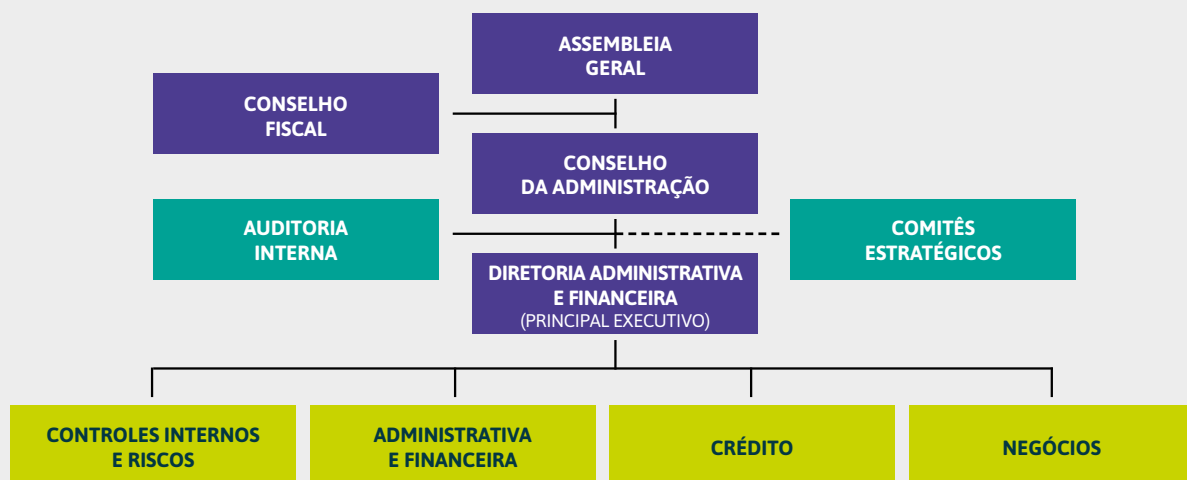 ASSEMBLEIA
GERAL
CONSELHO
FISCAL
CONSELHO
DA ADMINISTRAÇÃO
AUDITORIA
INTERNA
COMITÊS
ESTRATÉGICOS
DIRETORIA ADMINISTRATIVA
E FINANCEIRA
(PRINCIPAL EXECUTIVO)
CONTROLES INTERNOS
E RISCOS
ADMINISTRATIVA
E FINANCEIRA
CRÉDITO
NEGÓCIOS